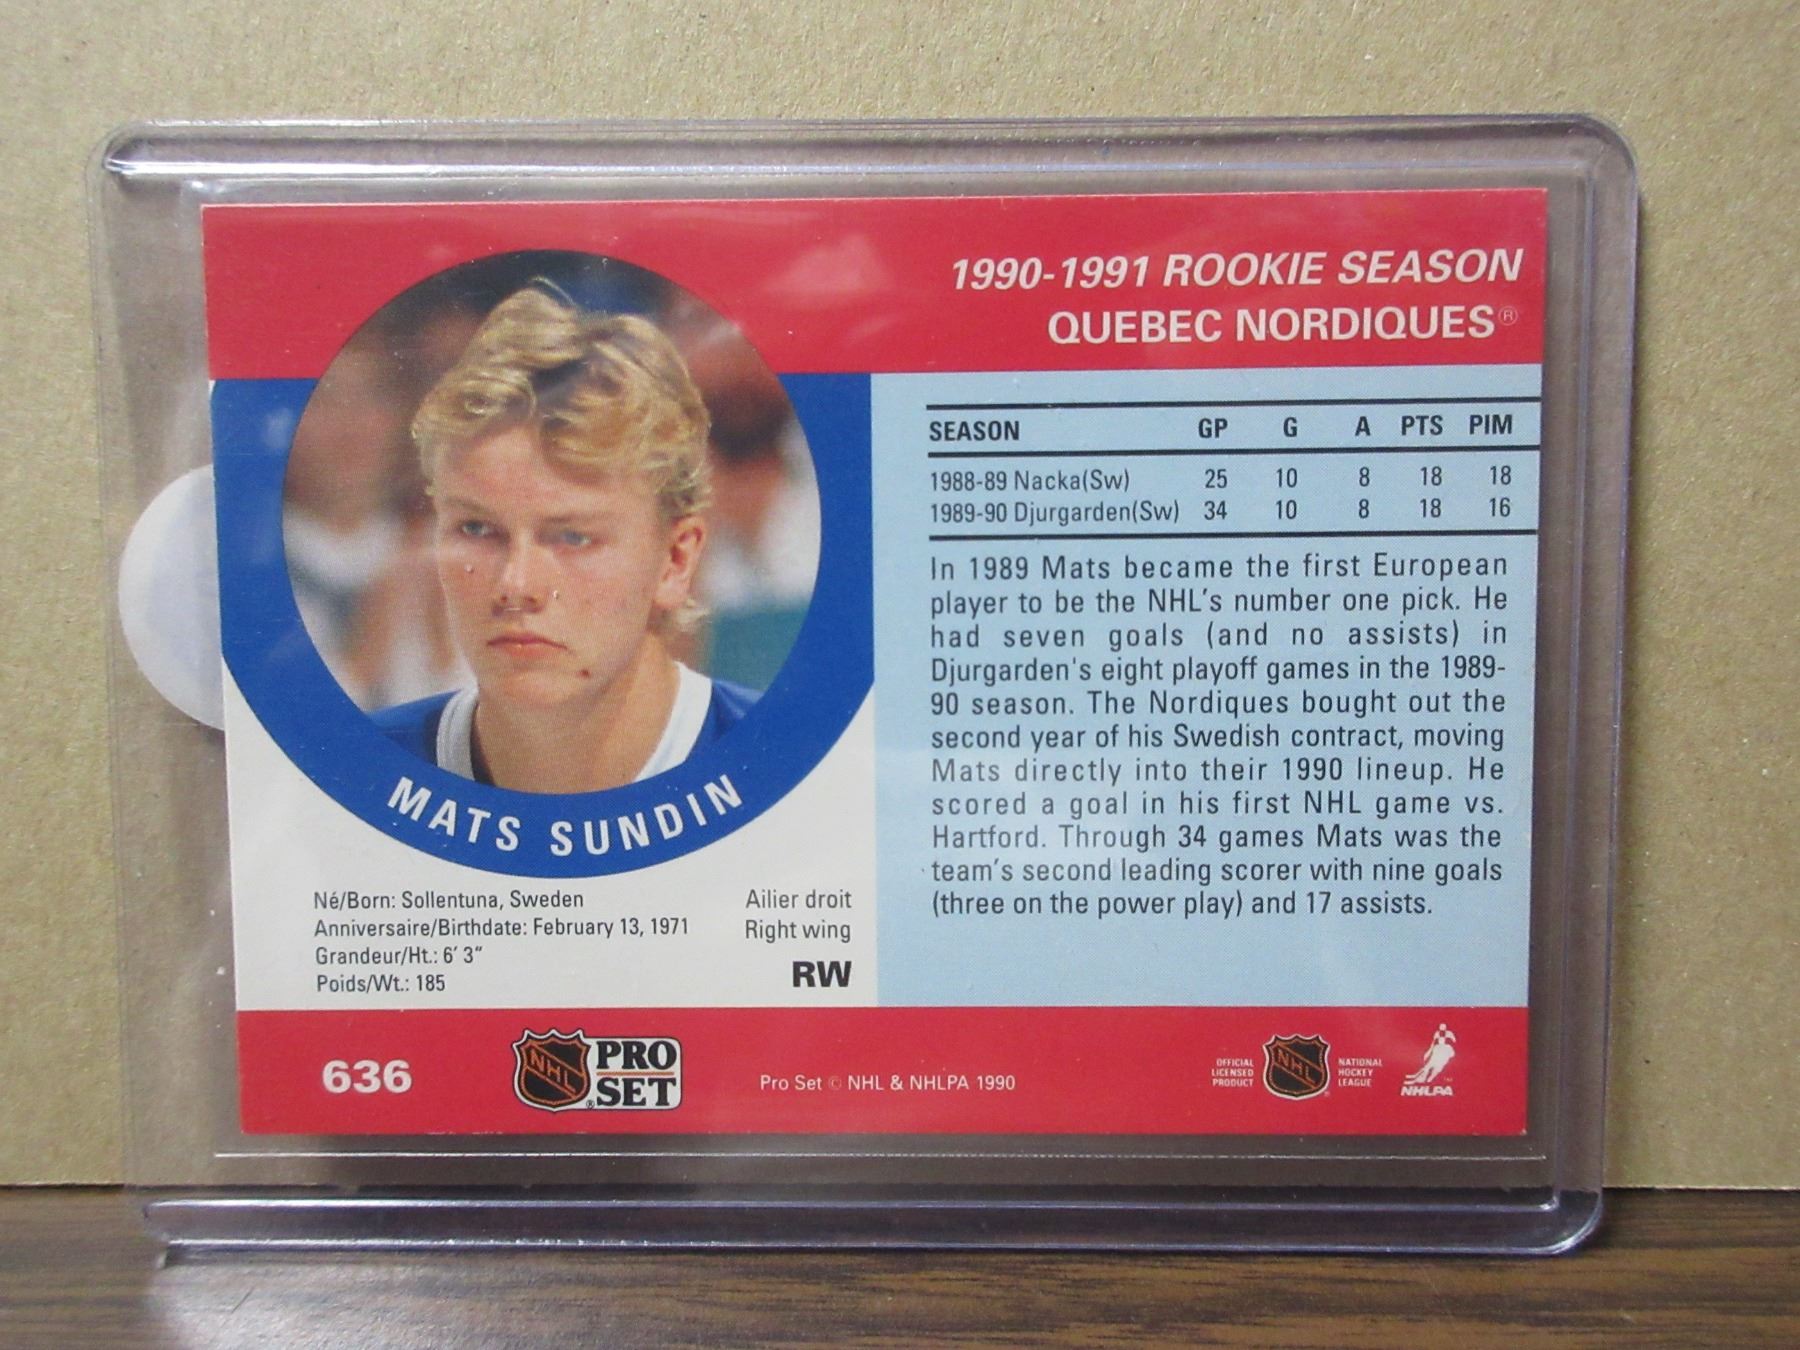 1990-1991 ROOKIE SEASON
QUEBEC NORDIQUES®
SEASON GP G A PTS PIM
1988-89 Nacka(Sw) 25 10 8 18 18
1989-90 Djurgarden(Sw) 34 10 8 18 16
In 1989 Mats became the first European
player to be the NHL's number one pick. He
had seven goals (and no assists) in
Djurgarden's eight playoff games in the 1989-
90 season. The Nordiques bought out the
second year of his Swedish contract, moving
Mats directly into their 1990 lineup. He
scored a goal in his first NHL game vs.
Hartford. Through 34 games Mats was the
team's second leading scorer with nine goals
(three on the power play) and 17 assists.
MATS SUNDIN
Né/Born: Sollentuna, Sweden
Anniversaire/Birthdate: February 13, 1971
Grandeur/Ht.: 6' 3"
Poids/Wt.: 185
Ailier droit
Right wing
RW
636
NHL
PRO
SET
®
Pro Set © NHL & NHLPA 1990
OFFICIAL
LICENSED
PRODUCT
NHL
NATIONAL
HOCKEY
LEAGUE
NHLPA